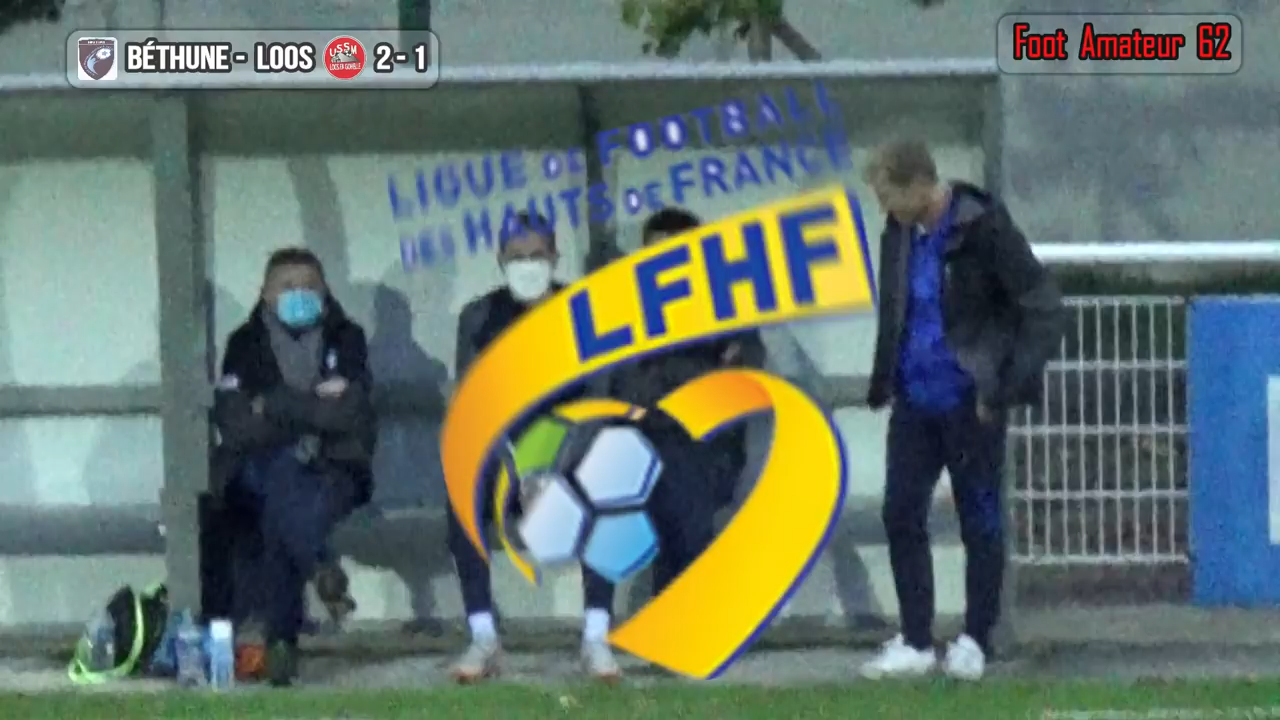 BÉTHUNE - LOOS USSM 2 - 1
Foot Amateur 62
LIGUE DE FOOTBALL
DES HAUTS DE FRANCE
LFHF